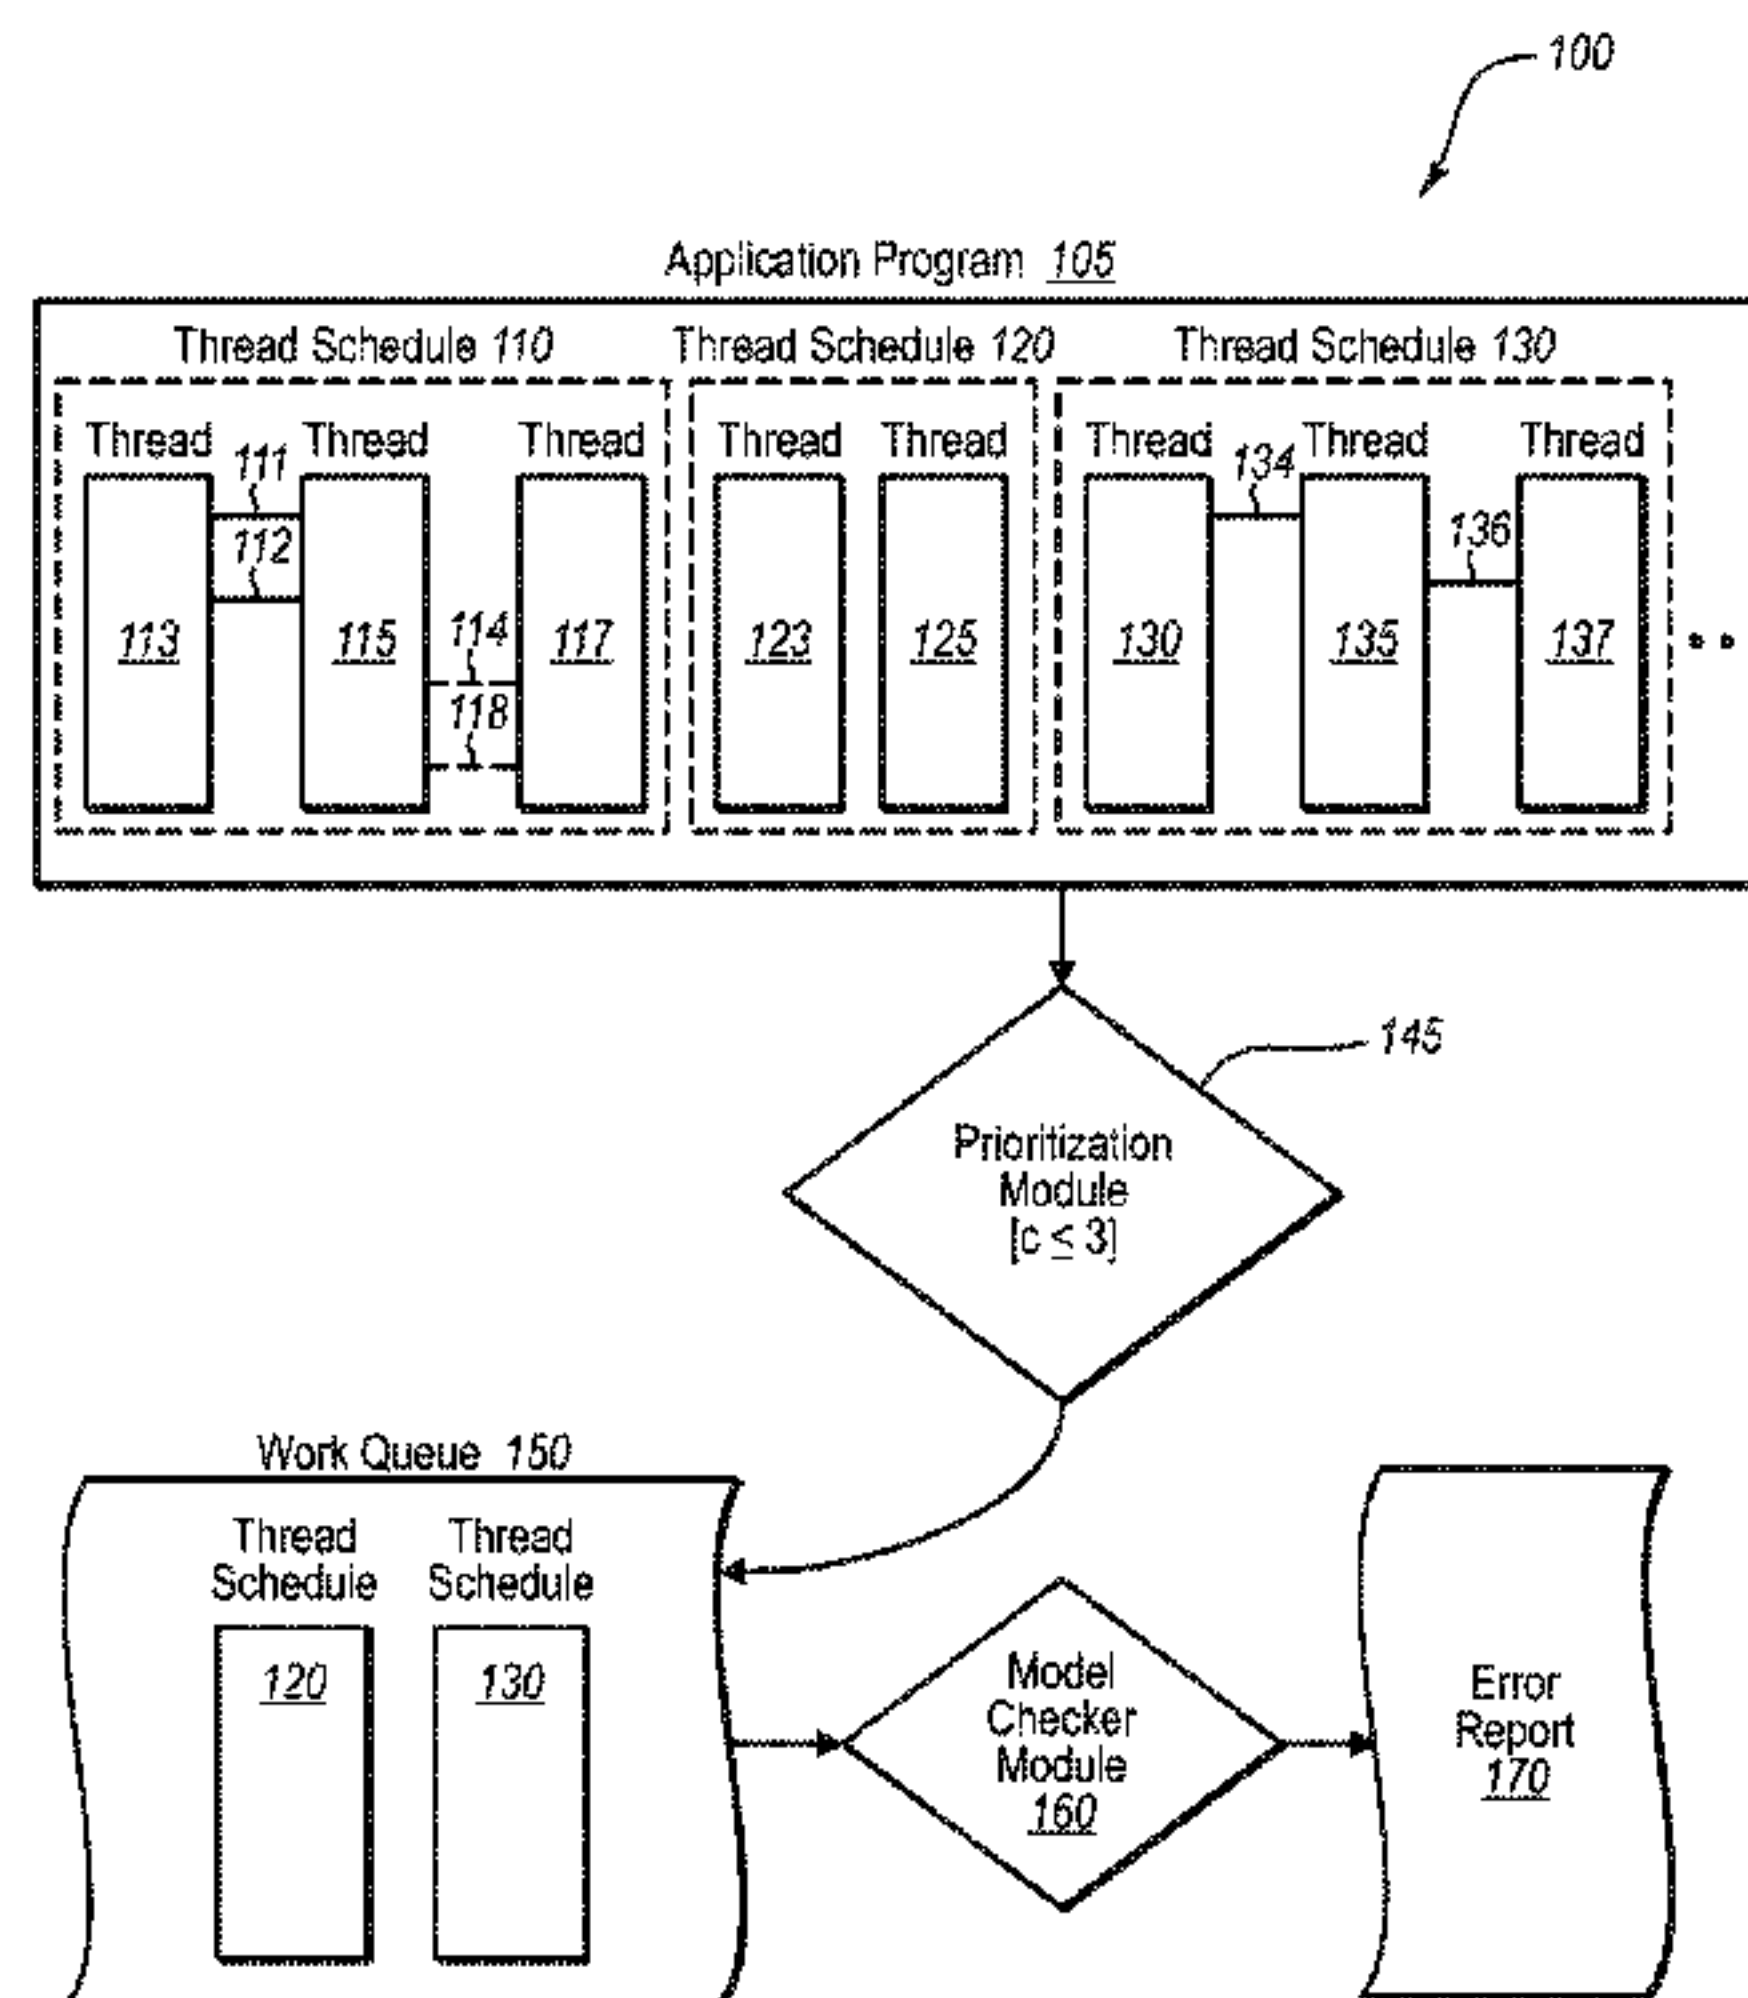 100
Application Program 105
Thread Schedule 110 Thread Schedule 120 Thread Schedule 130
Thread Thread Thread Thread Thread Thread Thread Thread
111 134
112 136
113 115 114 117 123 125 130 135 137 ..
118
145
Prioritization
Module
[c ≤ 3]
Work Queue 150
Thread Thread
Schedule Schedule
120 130
Model
Checker
Module
160
Error
Report
170